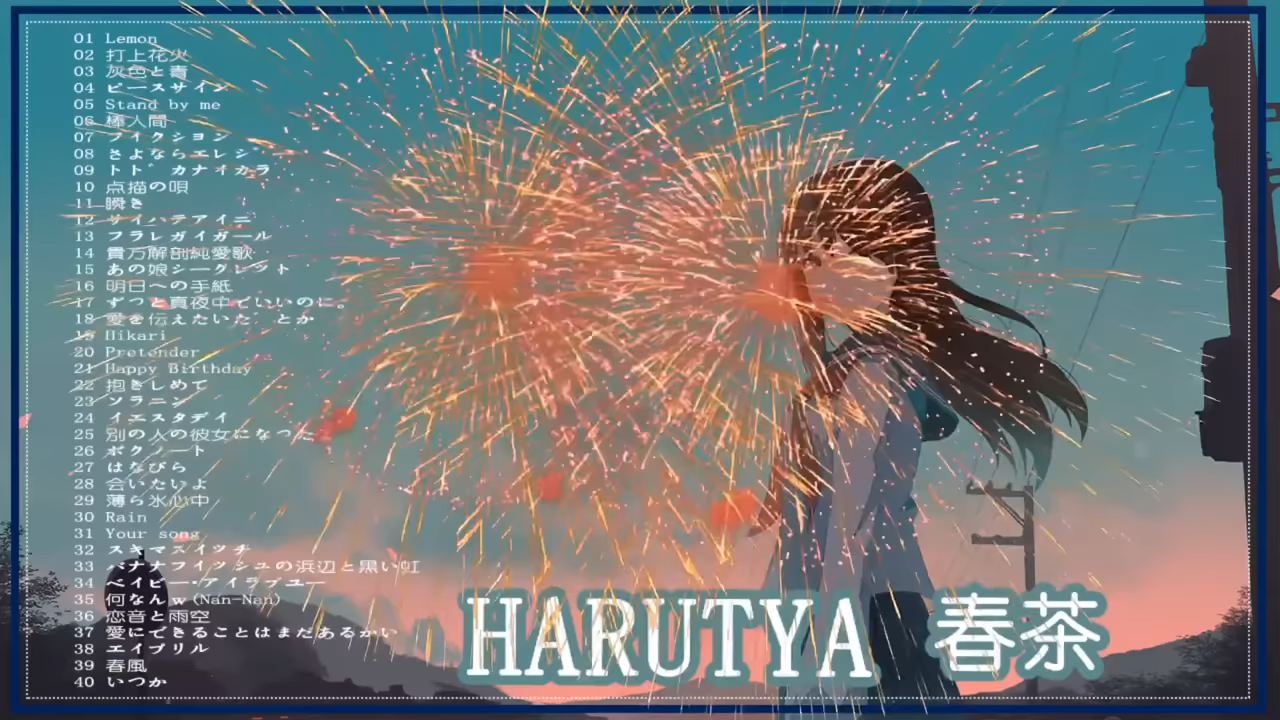 01 Lemon
02 打上花火
03 灰色と青
04 ピースサイン
05 Stand by me
06 棒人間
07 フィクション
08 さよならエレジー
09 トドカナイカラ
10 点描の唄
11 瞬き
12 サイハテアイニ
13 フラレガイガール
14 貴方解剖純愛歌
15 あの娘シークレット
16 明日への手紙
17 ずっと真夜中でいいのに。
18 愛を伝えたいだとか
19 Hikari
20 Pretender
21 Happy Birthday
22 抱きしめて
23 ソラニン
24 イエスタデイ
25 別の人の彼女になった
26 ボクノート
27 はなびら
28 会いたいよ
29 薄ら氷心中
30 Rain
31 Your song
32 スキマスイッチ
33 バナナフィッシュの浜辺と黒い虹
34 ベイビー・アイラブユー
35 何なんw (Nan-Nan)
36 恋音と雨空
37 愛にできることはまだあるかい
38 エイプリル
39 春風
40 いつか
HARUTYA 春茶